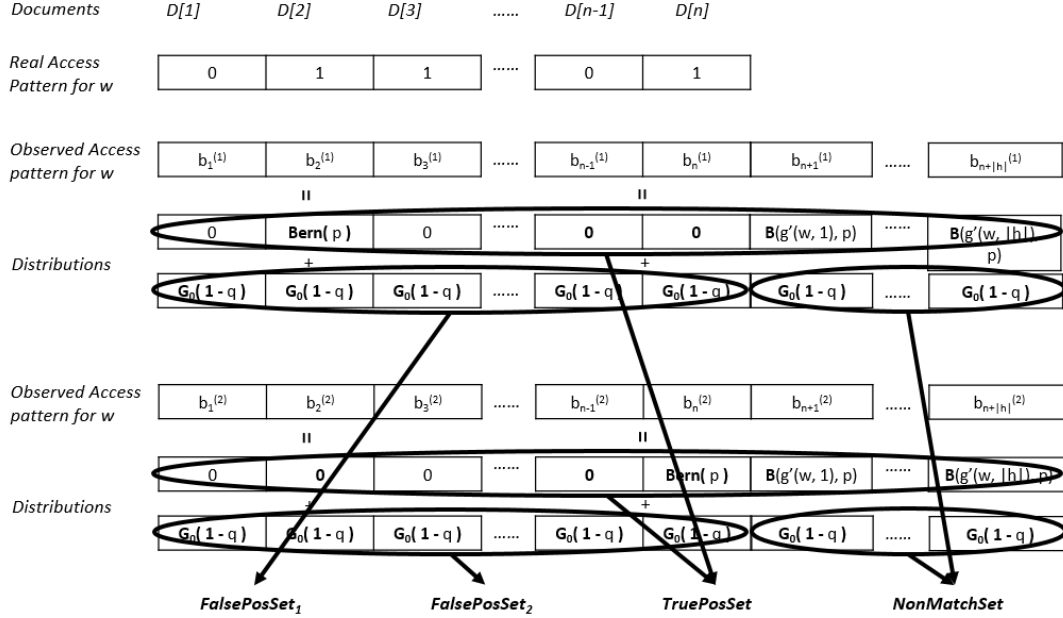 Documents D[1] D[2] D[3] ...... D[n-1] D[n]
Real Access
Pattern for w
0 1 1 ...... 0 1
Observed Access
pattern for w
b₁⁽¹⁾ b₂⁽¹⁾ b₃⁽¹⁾ ...... bₙ₋₁⁽¹⁾ bₙ⁽¹⁾ bₙ₊₁⁽¹⁾ ...... bₙ₊|ₕ|⁽¹⁾
= =
0 Bern( p ) 0 ...... 0 0 B(g'(w, 1), p) ...... B(g'(w, |h|),
p)
Distributions + +
G₀( 1 - q ) G₀( 1 - q ) G₀( 1 - q ) ...... G₀( 1 - q ) G₀( 1 - q ) G₀( 1 - q ) ...... G₀( 1 - q )
Observed Access
pattern for w
b₁⁽²⁾ b₂⁽²⁾ b₃⁽²⁾ ...... bₙ₋₁⁽²⁾ bₙ⁽²⁾ bₙ₊₁⁽²⁾ ...... bₙ₊|ₕ|⁽²⁾
= =
0 0 0 ...... 0 Bern( p ) B(g'(w, 1), p) ...... B(g'(w, |h|), p)
Distributions + +
G₀( 1 - q ) G₀( 1 - q ) G₀( 1 - q ) ...... G₀( 1 - q ) G₀( 1 - q ) G₀( 1 - q ) ...... G₀( 1 - q )
FalsePosSet₁ FalsePosSet₂ TruePosSet NonMatchSet